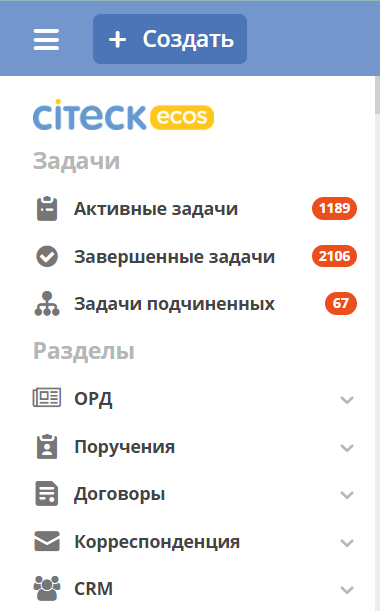 Создать
citeck ecos
Задачи
Активные задачи 1189
Завершенные задачи 2106
Задачи подчиненных 67
Разделы
ОРД
Поручения
Договоры
Корреспонденция
CRM